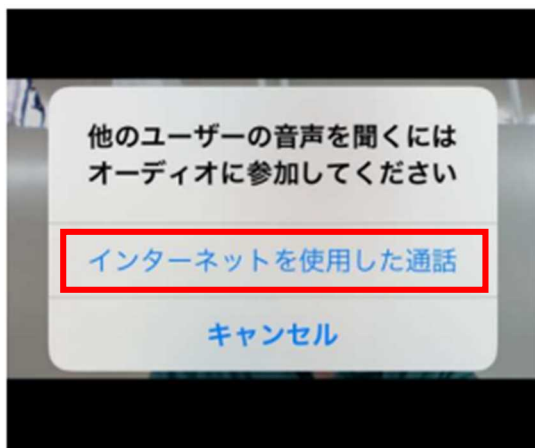 他のユーザーの音声を聞くには
オーディオに参加してください
インターネットを使用した通話
キャンセル